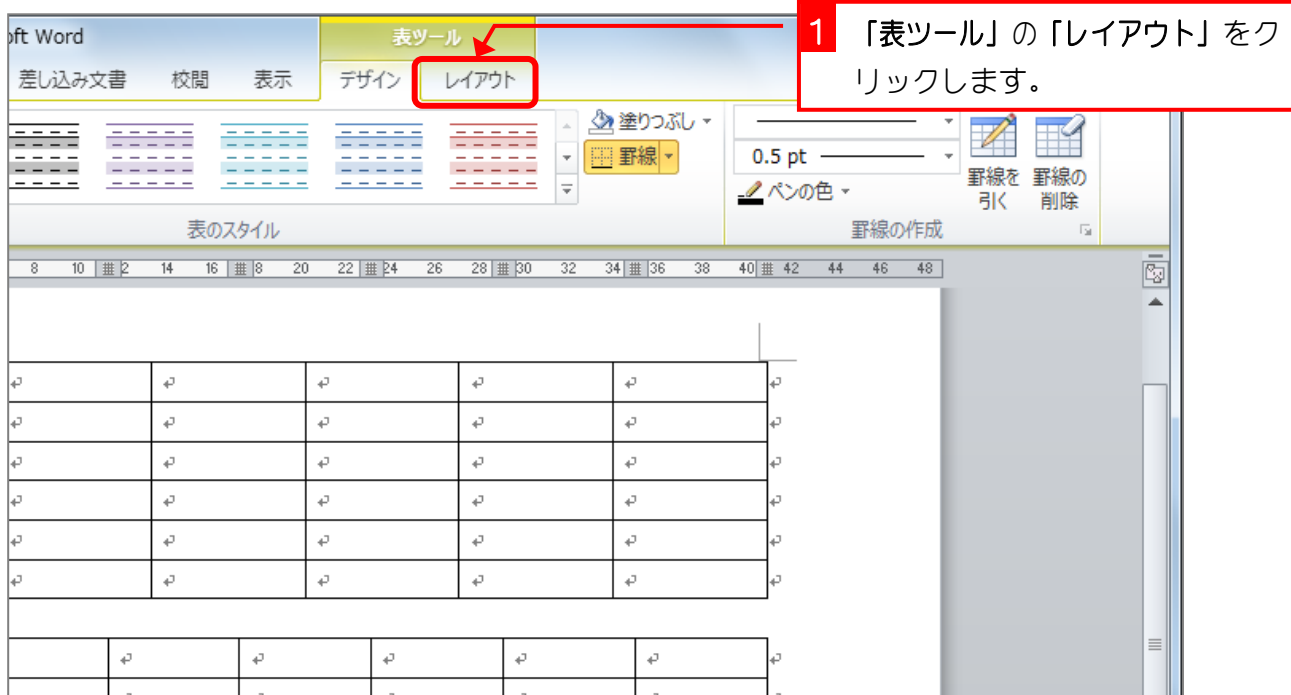 oft Word
表ツール
1 「表ツール」の「レイアウト」をク
リックします。
差し込み文書 校閲 表示 デザイン レイアウト
塗りつぶし
罫線
0.5 pt
ペンの色
罫線を
引く
罫線の
削除
表のスタイル
罫線の作成
8 10 2 14 16 8 20 22 24 26 28 30 32 34 36 38 40 42 44 46 48